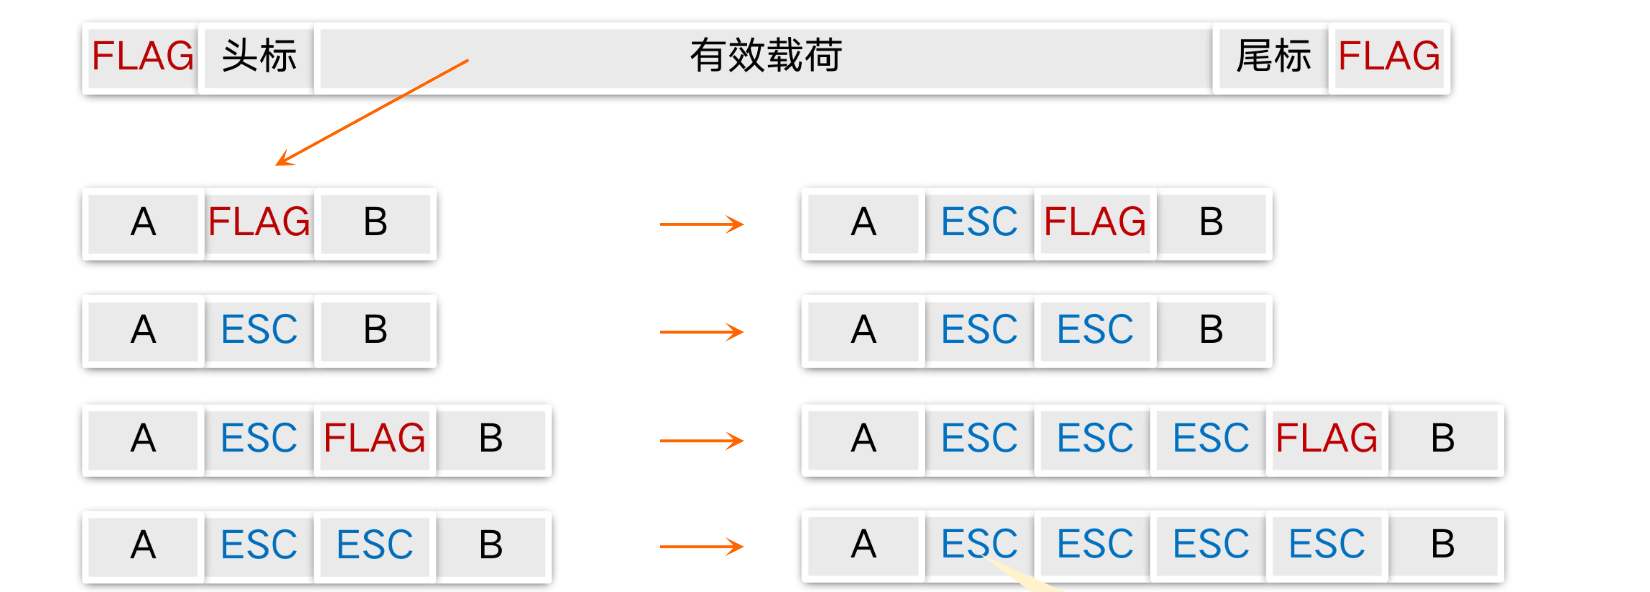 FLAG 头标 有效载荷 尾标 FLAG
A FLAG B A ESC FLAG B
A ESC B A ESC ESC B
A ESC FLAG B A ESC ESC ESC FLAG B
A ESC ESC B A ESC ESC ESC ESC B